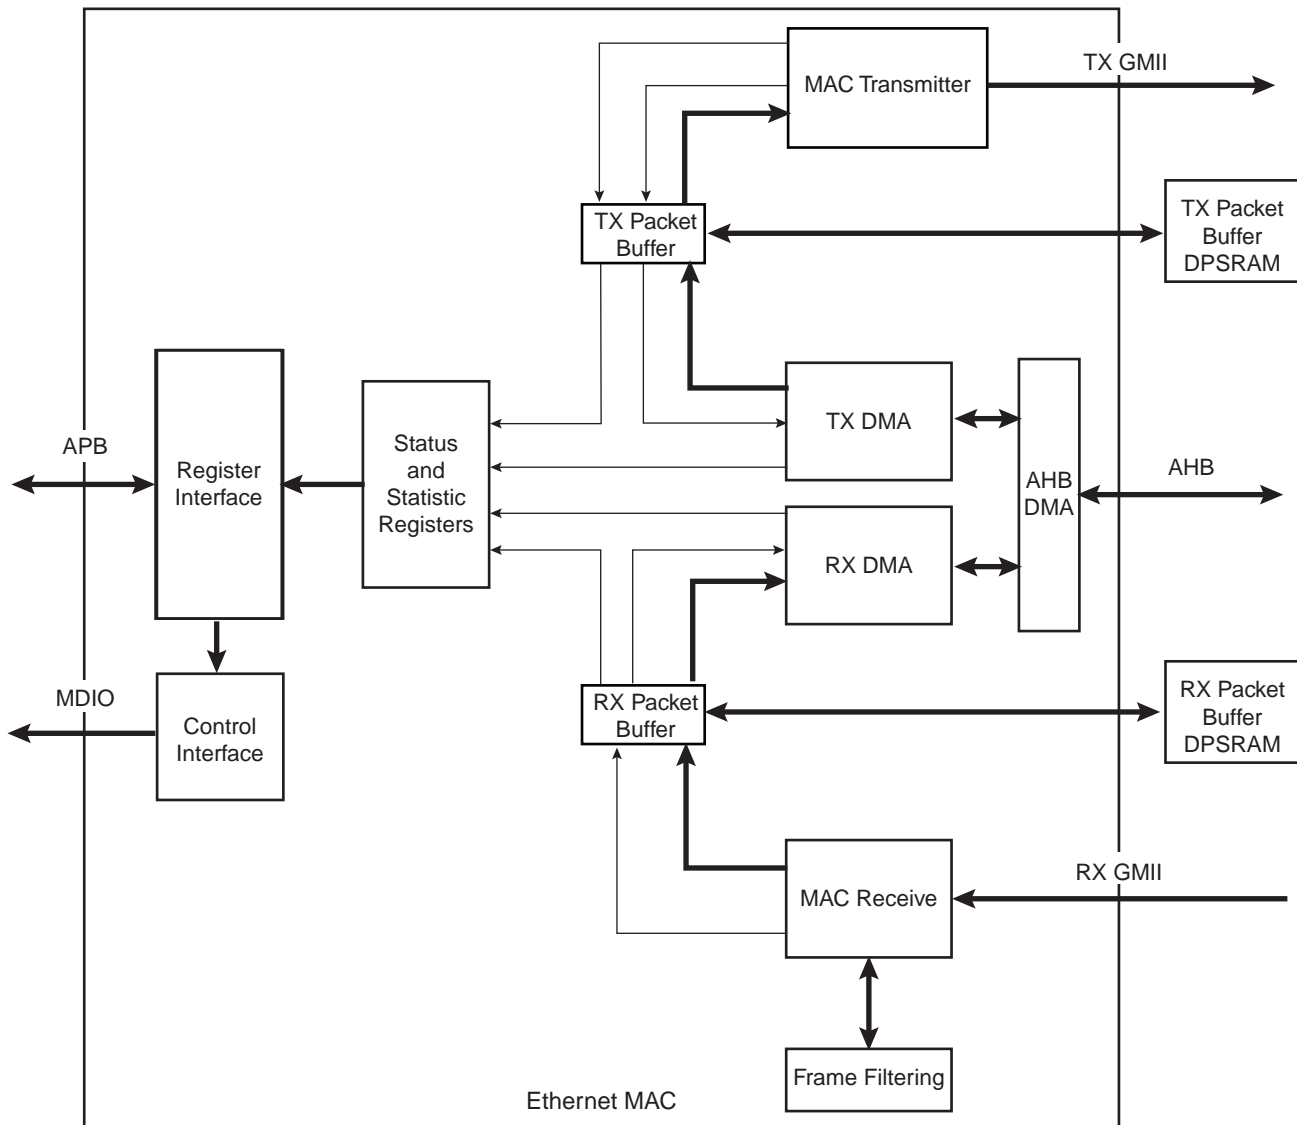 TX GMII
MAC Transmitter
TX Packet
Buffer
TX Packet
Buffer
DPSRAM
APB
Register
Interface
Status
and
Statistic
Registers
TX DMA
AHB
DMA
AHB
RX DMA
MDIO
Control
Interface
RX Packet
Buffer
RX Packet
Buffer
DPSRAM
MAC Receive
RX GMII
Frame Filtering
Ethernet MAC